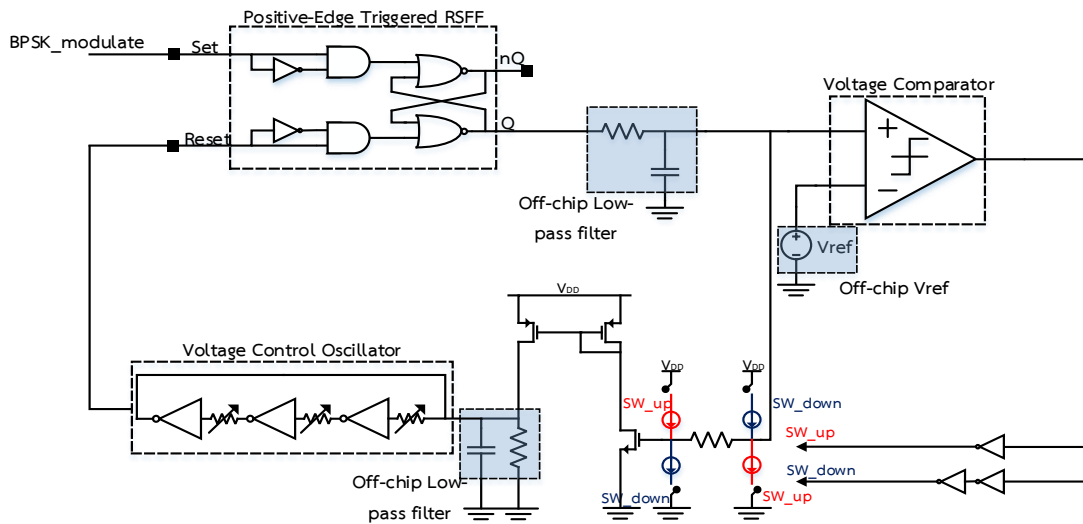 Positive-Edge Triggered RSFF
BPSK_modulate
Set
nQ
Voltage Comparator
Q
Reset
+
−
Off-chip Low-
pass filter
+
-
Vref
Off-chip Vref
VDD
Voltage Control Oscillator
VDD
VDD
SW_up
SW_down
SW_up
SW_down
Off-chip Low-
pass filter
SW_down
SW_up